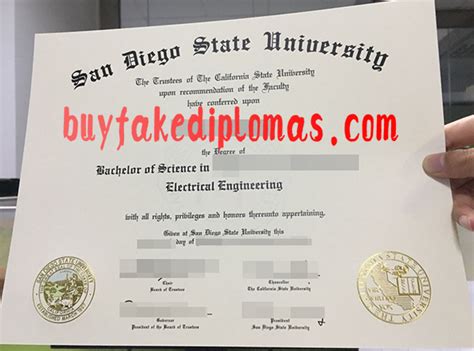 San Diego State University
The Trustees of The California State University
upon recommendation of the Faculty
have conferred upon
buyfakediplomas.com
the Degree of
Bachelor of Science in
Electrical Engineering
with all rights, privileges and honors thereunto appertaining.
Given at San Diego State University this
day of
Chairman
Board of Trustees
Chancellor
The California State University
Governor
President of the Board of Trustees
President
San Diego State University